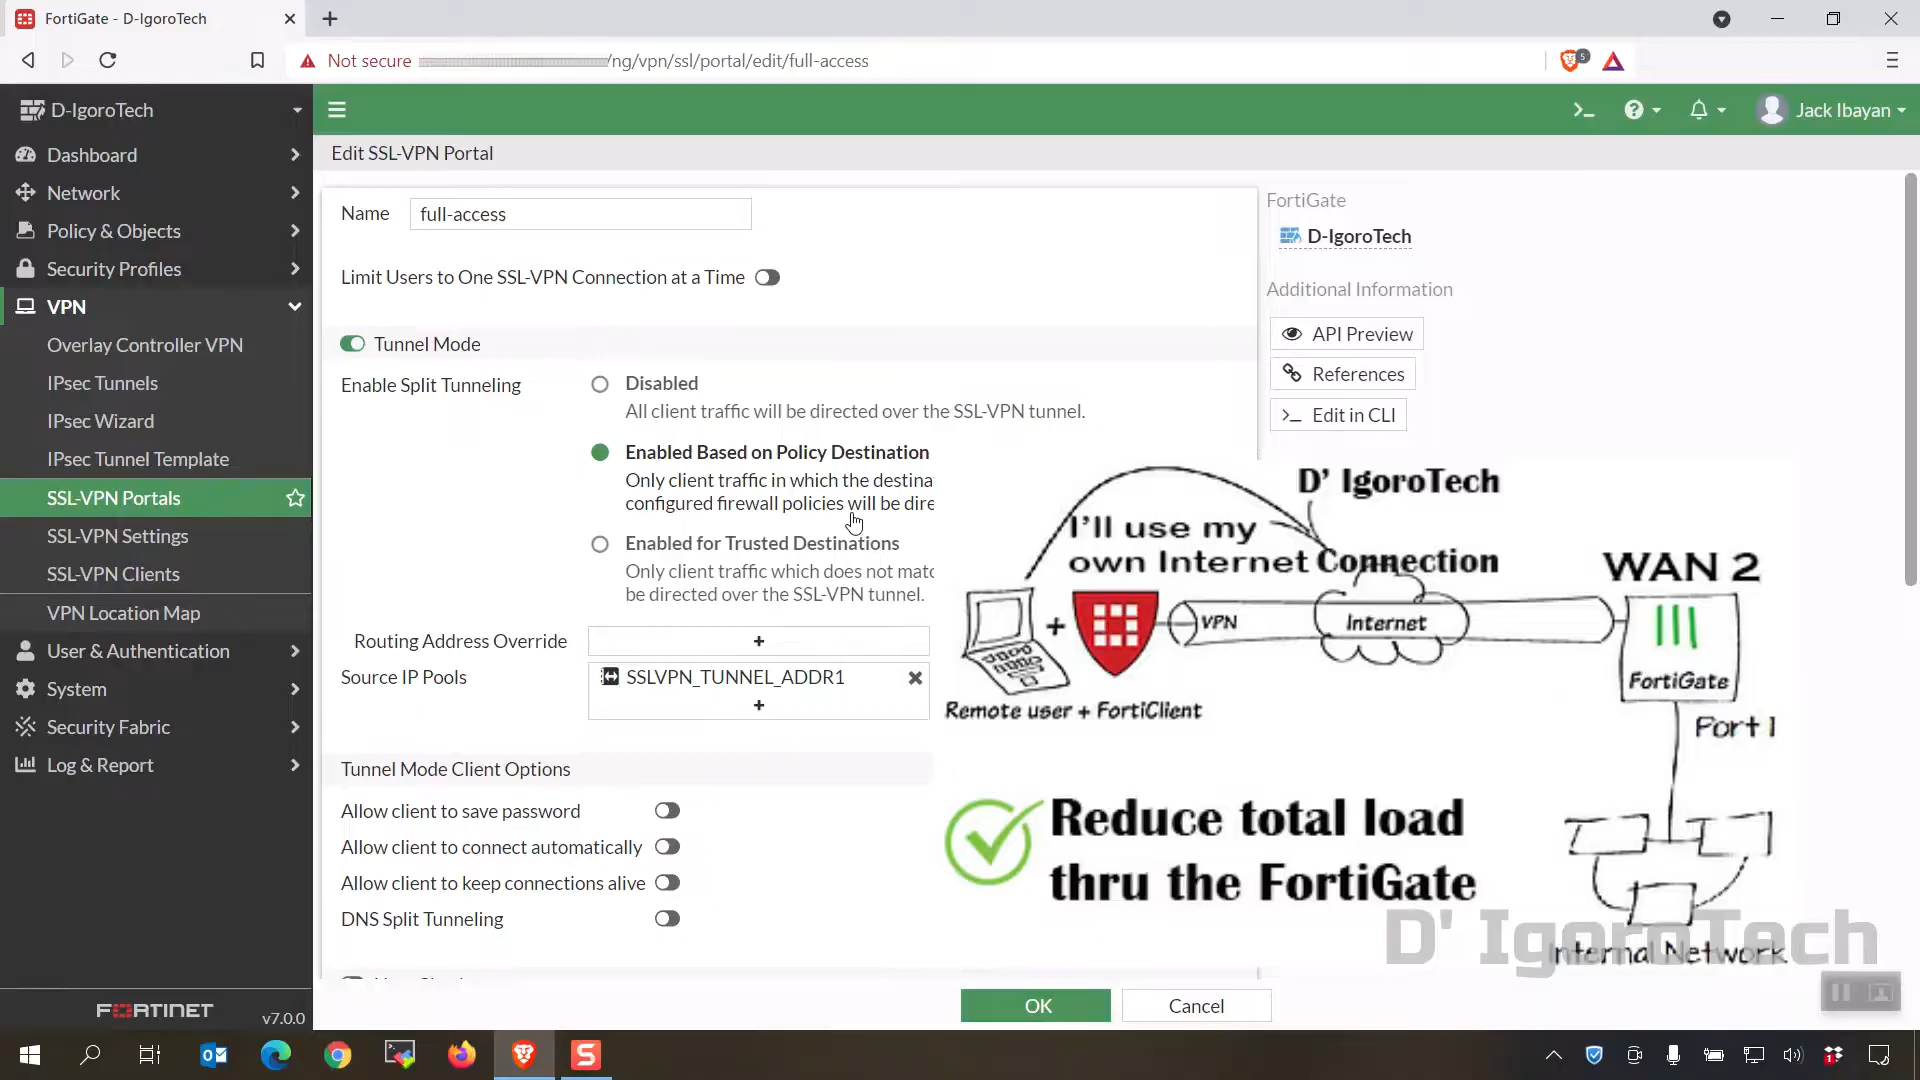 FortiGate - D-IgoroTech
Not secure
/ng/vpn/ssl/portal/edit/full-access
5
D-IgoroTech
Jack Ibayan
Dashboard
Network
Policy & Objects
Security Profiles
VPN
Overlay Controller VPN
IPsec Tunnels
IPsec Wizard
IPsec Tunnel Template
SSL-VPN Portals
SSL-VPN Settings
SSL-VPN Clients
VPN Location Map
User & Authentication
System
Security Fabric
Log & Report
FORTINET
v7.0.0
Edit SSL-VPN Portal
Name
full-access
Limit Users to One SSL-VPN Connection at a Time
Tunnel Mode
Enable Split Tunneling
Disabled
All client traffic will be directed over the SSL-VPN tunnel.
Enabled Based on Policy Destination
Only client traffic in which the destina
configured firewall policies will be dire
Enabled for Trusted Destinations
Only client traffic which does not matc
be directed over the SSL-VPN tunnel.
Routing Address Override
+
Source IP Pools
SSLVPN_TUNNEL_ADDR1
+
Tunnel Mode Client Options
Allow client to save password
Allow client to connect automatically
Allow client to keep connections alive
DNS Split Tunneling
OK
Cancel
FortiGate
D-IgoroTech
Additional Information
API Preview
References
>_ Edit in CLI
D' IgoroTech
I'll use my
own Internet Connection
WAN 2
+
VPN
Internet
FortiGate
Remote user + FortiClient
Port 1
Reduce total load
thru the FortiGate
D' IgoroTech
Internal Network